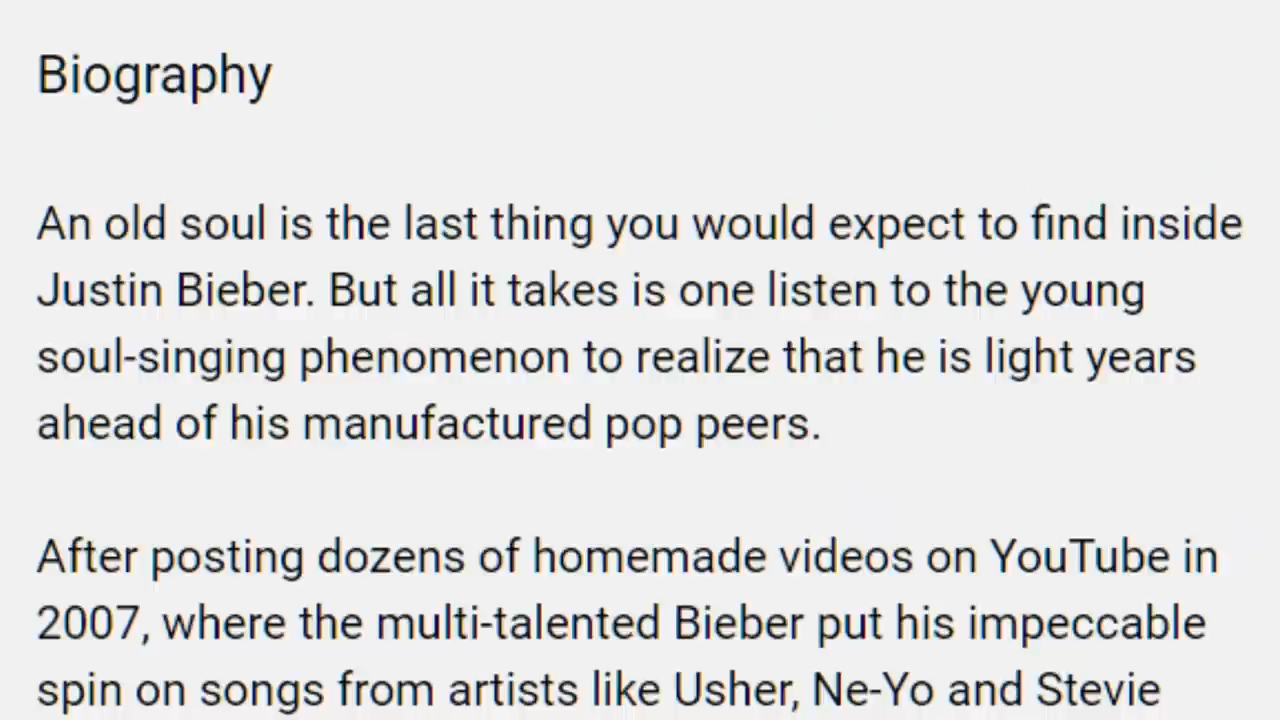 Biography
An old soul is the last thing you would expect to find inside
Justin Bieber. But all it takes is one listen to the young
soul-singing phenomenon to realize that he is light years
ahead of his manufactured pop peers.
After posting dozens of homemade videos on YouTube in
2007, where the multi-talented Bieber put his impeccable
spin on songs from artists like Usher, Ne-Yo and Stevie